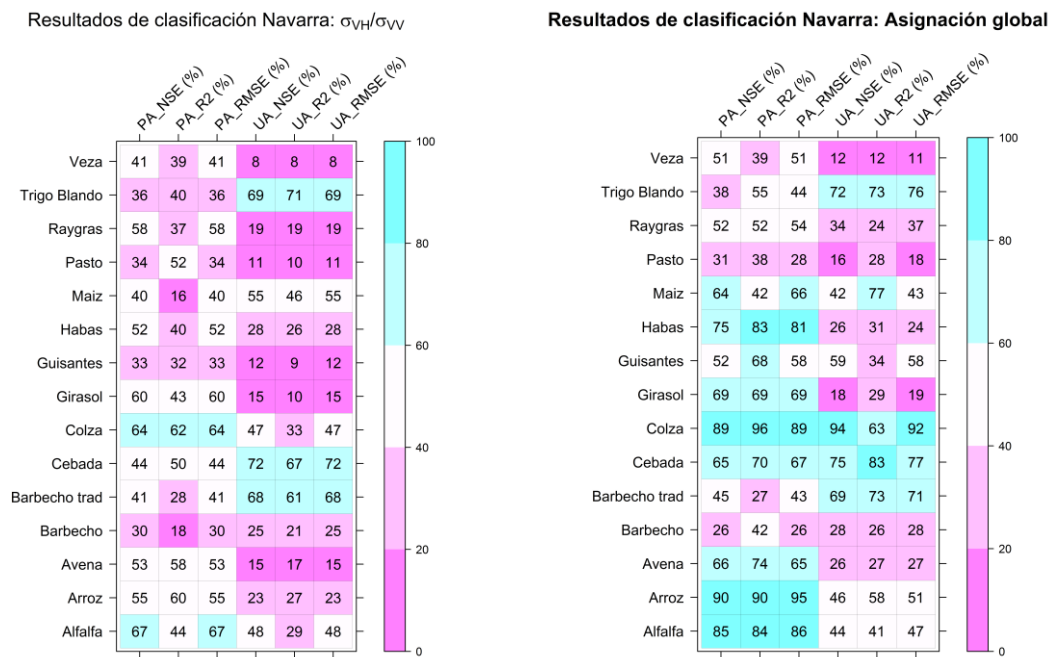 Resultados de clasificación Navarra: σVH/σVV
PA_NSE (%)
PA_R2 (%)
PA_RMSE (%)
UA_NSE (%)
UA_R2 (%)
UA_RMSE (%)
Veza 41 39 41 8 8 8
Trigo Blando 36 40 36 69 71 69
Raygras 58 37 58 19 19 19
Pasto 34 52 34 11 10 11
Maiz 40 16 40 55 46 55
Habas 52 40 52 28 26 28
Guisantes 33 32 33 12 9 12
Girasol 60 43 60 15 10 15
Colza 64 62 64 47 33 47
Cebada 44 50 44 72 67 72
Barbecho trad 41 28 41 68 61 68
Barbecho 30 18 30 25 21 25
Avena 53 58 53 15 17 15
Arroz 55 60 55 23 27 23
Alfalfa 67 44 67 48 29 48
100
80
60
40
20
0
Resultados de clasificación Navarra: Asignación global
PA_NSE (%)
PA_R2 (%)
PA_RMSE (%)
UA_NSE (%)
UA_R2 (%)
UA_RMSE (%)
Veza 51 39 51 12 12 11
Trigo Blando 38 55 44 72 73 76
Raygras 52 52 54 34 24 37
Pasto 31 38 28 16 28 18
Maiz 64 42 66 42 77 43
Habas 75 83 81 26 31 24
Guisantes 52 68 58 59 34 58
Girasol 69 69 69 18 29 19
Colza 89 96 89 94 63 92
Cebada 65 70 67 75 83 77
Barbecho trad 45 27 43 69 73 71
Barbecho 26 42 26 28 26 28
Avena 66 74 65 26 27 27
Arroz 90 90 95 46 58 51
Alfalfa 85 84 86 44 41 47
100
80
60
40
20
0